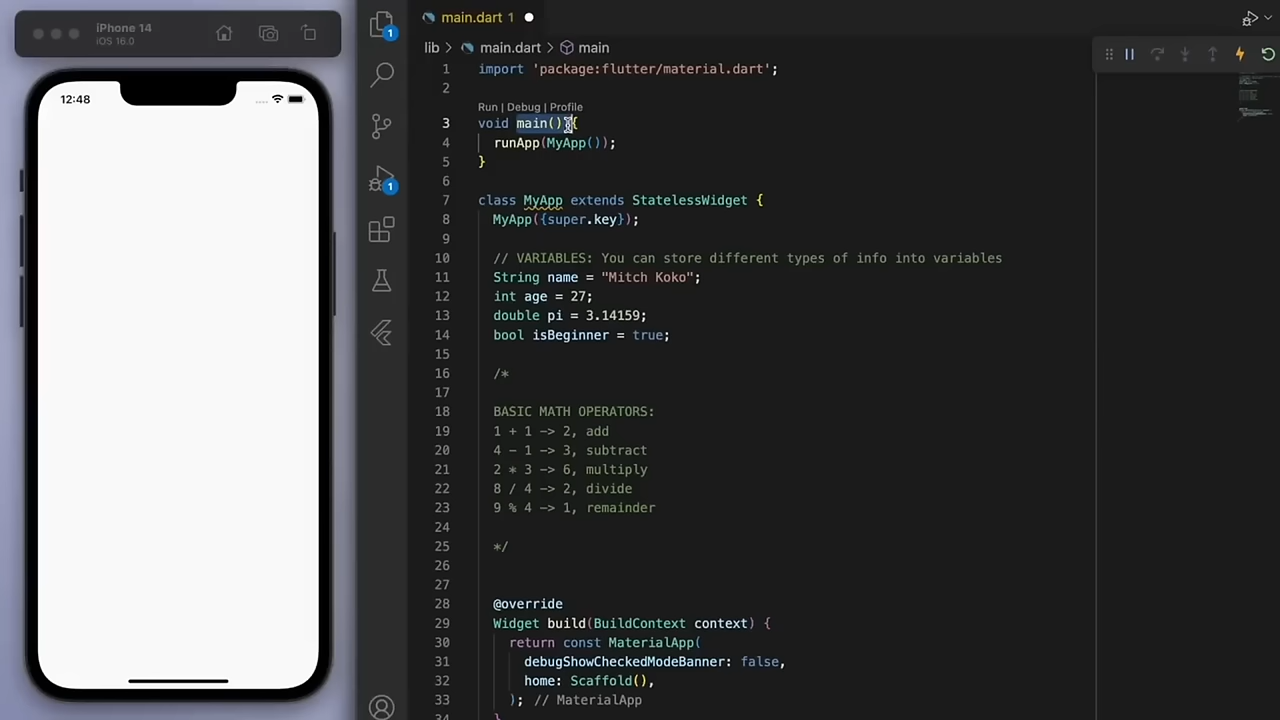 iPhone 14
iOS 16.0
12:48
1
1
main.dart 1
lib > main.dart > main
1 import 'package:flutter/material.dart';
2
Run | Debug | Profile
3 void main() {
4 runApp(MyApp());
5 }
6
7 class MyApp extends StatelessWidget {
8 MyApp({super.key});
9
10 // VARIABLES: You can store different types of info into variables
11 String name = "Mitch Koko";
12 int age = 27;
13 double pi = 3.14159;
14 bool isBeginner = true;
15
16 /*
17
18 BASIC MATH OPERATORS:
19 1 + 1 -> 2, add
20 4 - 1 -> 3, subtract
21 2 * 3 -> 6, multiply
22 8 / 4 -> 2, divide
23 9 % 4 -> 1, remainder
24
25 */
26
27
28 @override
29 Widget build(BuildContext context) {
30 return const MaterialApp(
31 debugShowCheckedModeBanner: false,
32 home: Scaffold(),
33 ); // MaterialApp
34 }